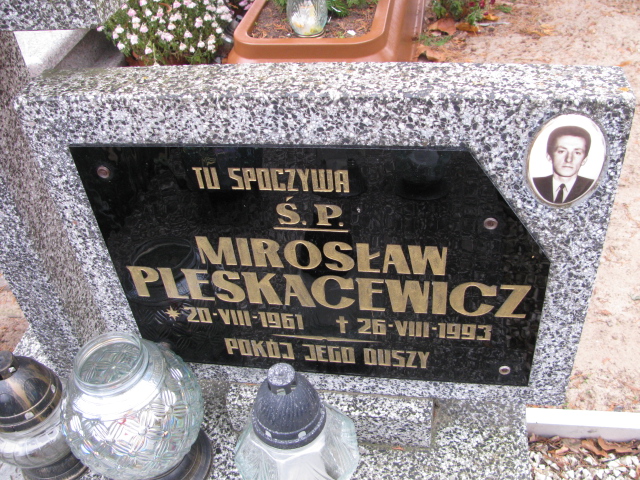 TU SPOCZYWA
Ś. P.
MIROSŁAW
PLESKACEWICZ
* 20-VIII-1961 † 26-VIII-1993
POKÓJ JEGO DUSZY